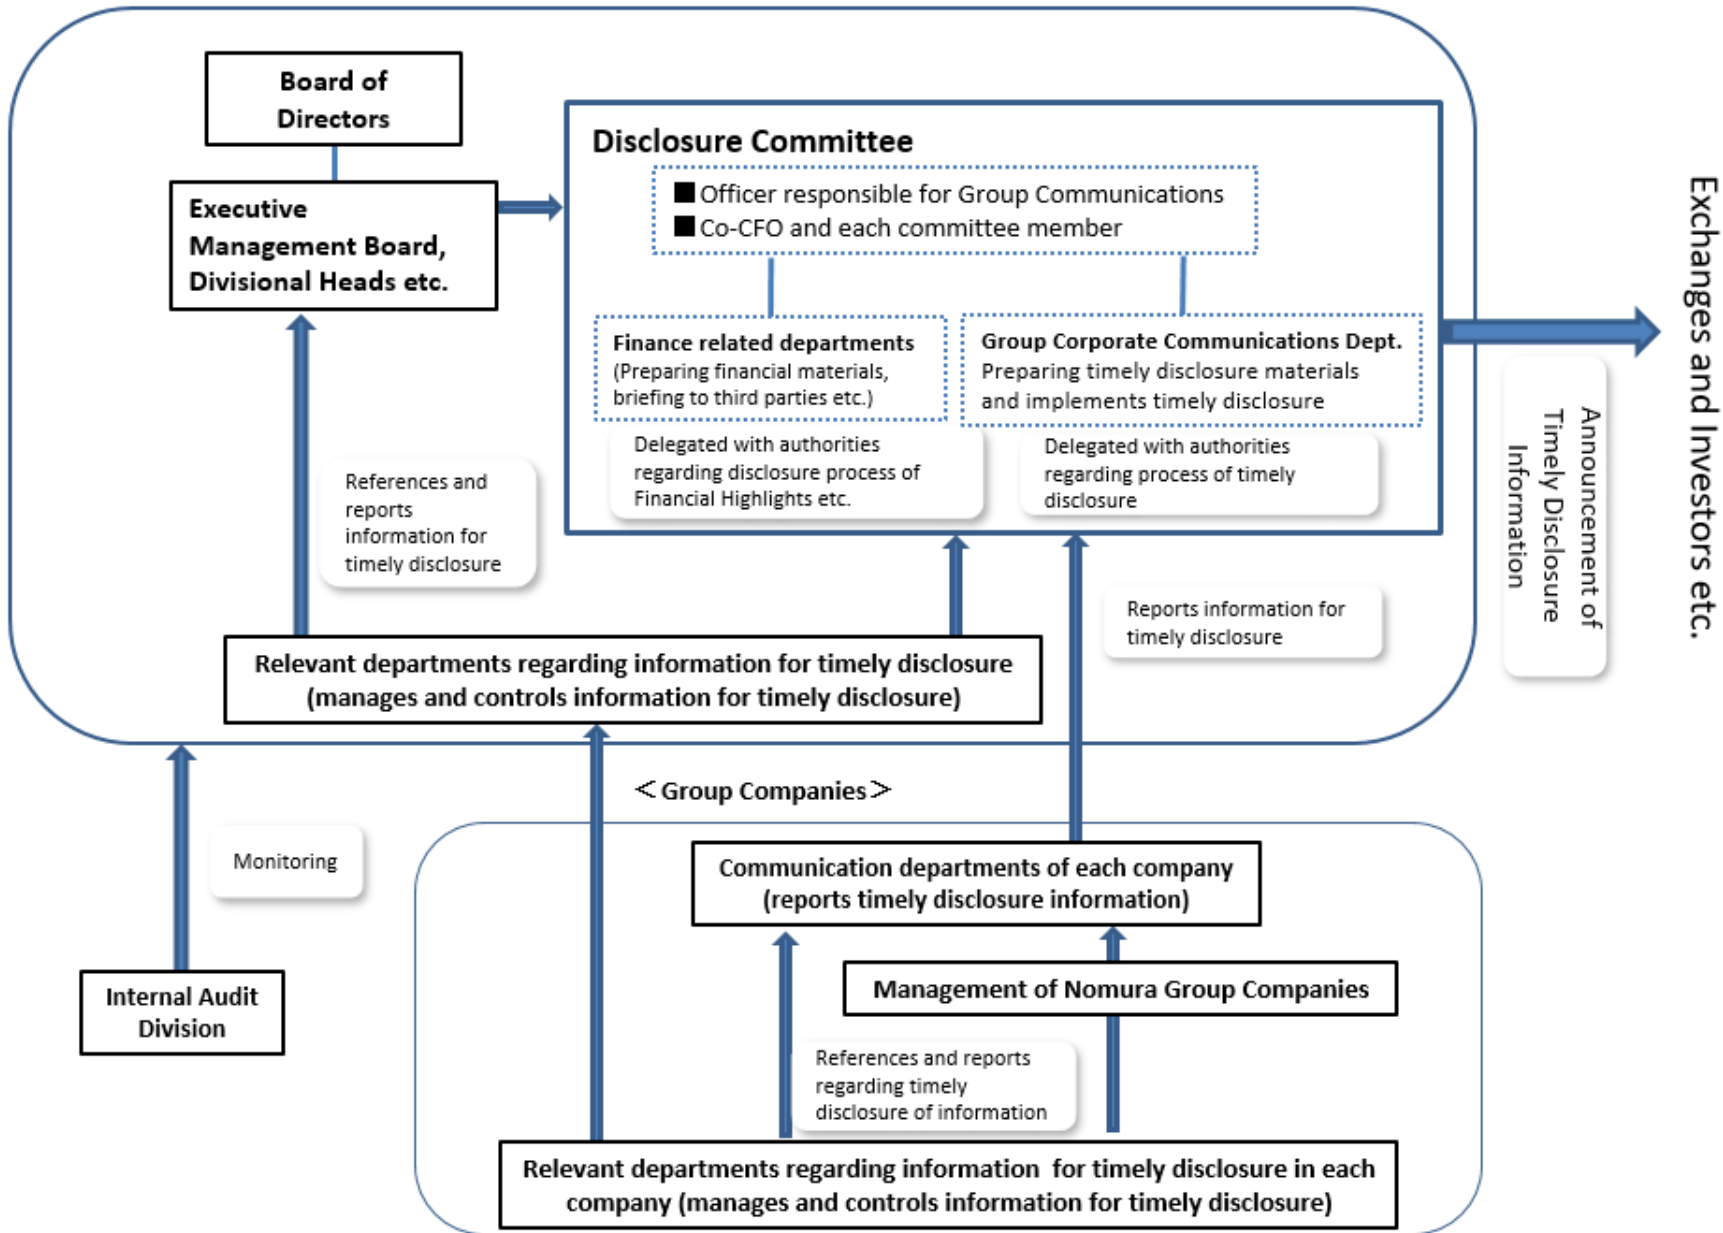 Board of
Directors
Executive
Management Board,
Divisional Heads etc.
Disclosure Committee
■ Officer responsible for Group Communications
■ Co-CFO and each committee member
Finance related departments
(Preparing financial materials,
briefing to third parties etc.)
Group Corporate Communications Dept.
Preparing timely disclosure materials
and implements timely disclosure
Delegated with authorities
regarding disclosure process of
Financial Highlights etc.
Delegated with authorities
regarding process of timely
disclosure
Exchanges and Investors etc.
Announcement of
Timely Disclosure
Information
References and
reports
information for
timely disclosure
Reports information for
timely disclosure
Relevant departments regarding information for timely disclosure
(manages and controls information for timely disclosure)
＜Group Companies＞
Monitoring
Communication departments of each company
(reports timely disclosure information)
Internal Audit
Division
Management of Nomura Group Companies
References and reports
regarding timely
disclosure of information
Relevant departments regarding information for timely disclosure in each
company (manages and controls information for timely disclosure)